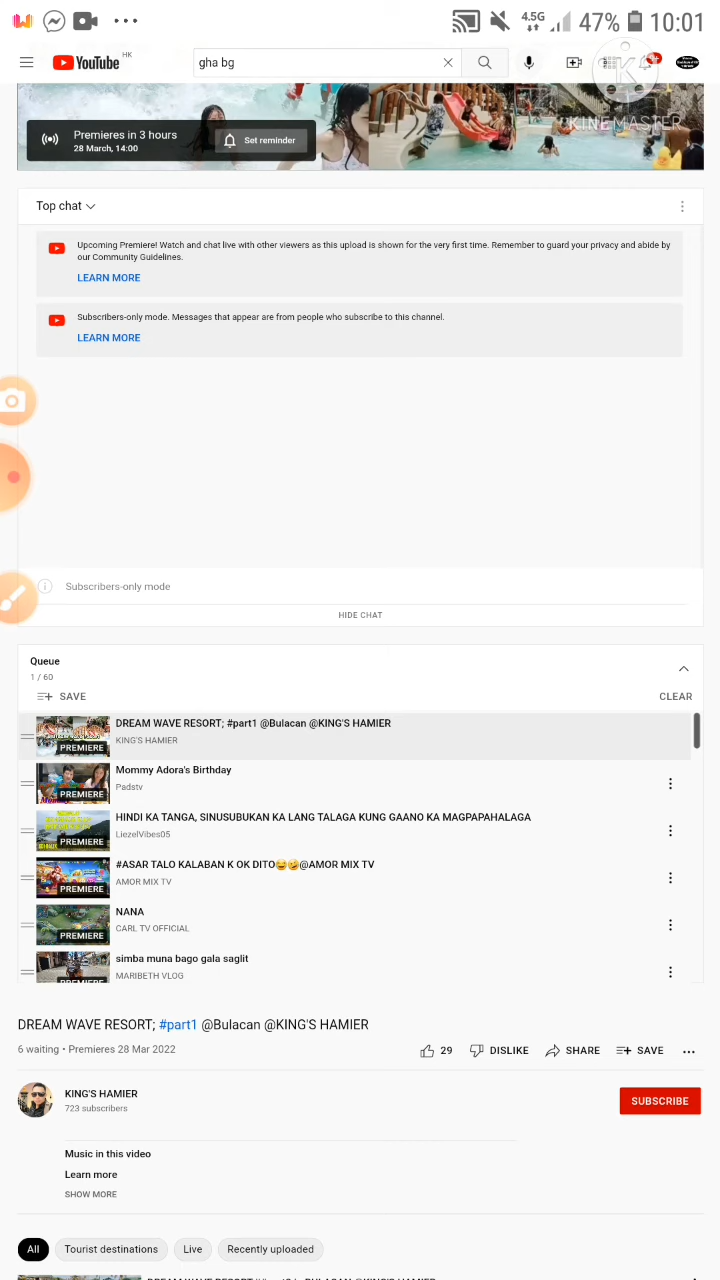 4.5G 47% 10:01
YouTube HK
gha bg
KINEMASTER
Premieres in 3 hours
28 March, 14:00
Set reminder
Top chat
Upcoming Premiere! Watch and chat live with other viewers as this upload is shown for the very first time. Remember to guard your privacy and abide by
our Community Guidelines.
LEARN MORE
Subscribers-only mode. Messages that appear are from people who subscribe to this channel.
LEARN MORE
Subscribers-only mode
HIDE CHAT
Queue
1 / 60
SAVE CLEAR
DREAM WAVE RESORT; #part1 @Bulacan @KING'S HAMIER
KING'S HAMIER
PREMIERE
Mommy Adora's Birthday
Padstv
PREMIERE
HINDI KA TANGA, SINUSUBUKAN KA LANG TALAGA KUNG GAANO KA MAGPAPAHALAGA
LiezelVibes05
PREMIERE
#ASAR TALO KALABAN K OK DITO😂🤣@AMOR MIX TV
AMOR MIX TV
PREMIERE
NANA
CARL TV OFFICIAL
PREMIERE
simba muna bago gala saglit
MARIBETH VLOG
PREMIERE
DREAM WAVE RESORT; #part1 @Bulacan @KING'S HAMIER
6 waiting • Premieres 28 Mar 2022
29 DISLIKE SHARE SAVE
KING'S HAMIER
723 subscribers
SUBSCRIBE
Music in this video
Learn more
SHOW MORE
All Tourist destinations Live Recently uploaded